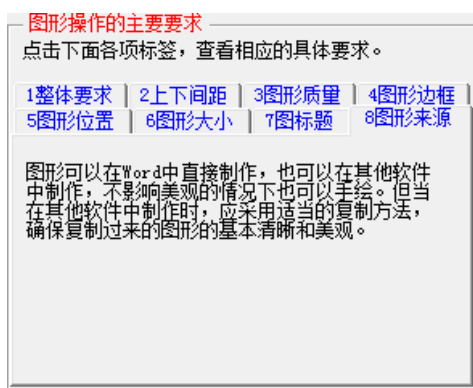 图形操作的主要要求
点击下面各项标签，查看相应的具体要求。
1整体要求 2上下间距 3图形质量 4图形边框
5图形位置 6图形大小 7图标题 8图形来源
图形可以在Word中直接制作，也可以在其他软件
中制作，不影响美观的情况下也可以手绘。但当
在其他软件中制作时，应采用适当的复制方法，
确保复制过来的图形的基本清晰和美观。